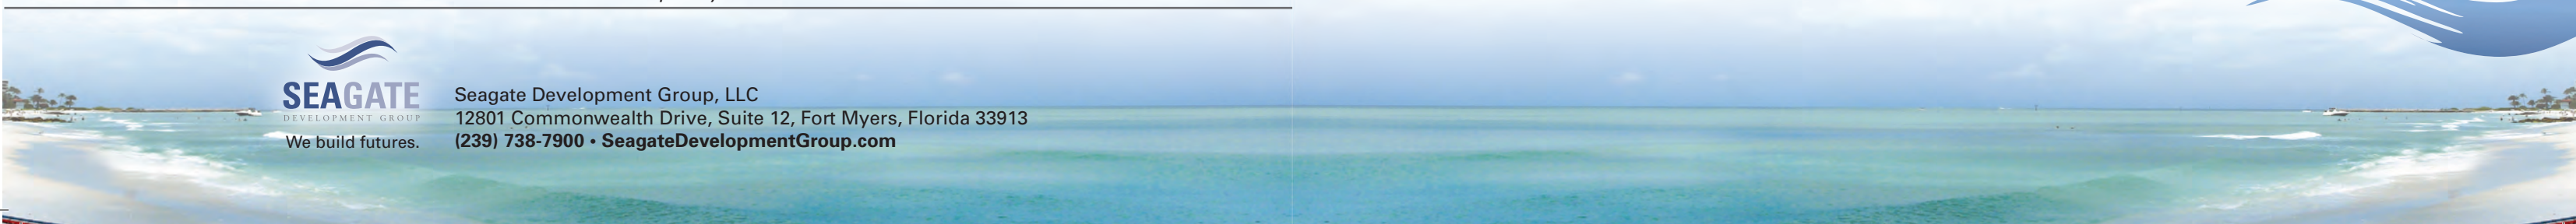 SEAGATE
DEVELOPMENT GROUP
We build futures.
Seagate Development Group, LLC
12801 Commonwealth Drive, Suite 12, Fort Myers, Florida 33913
(239) 738-7900 • SeagateDevelopmentGroup.com